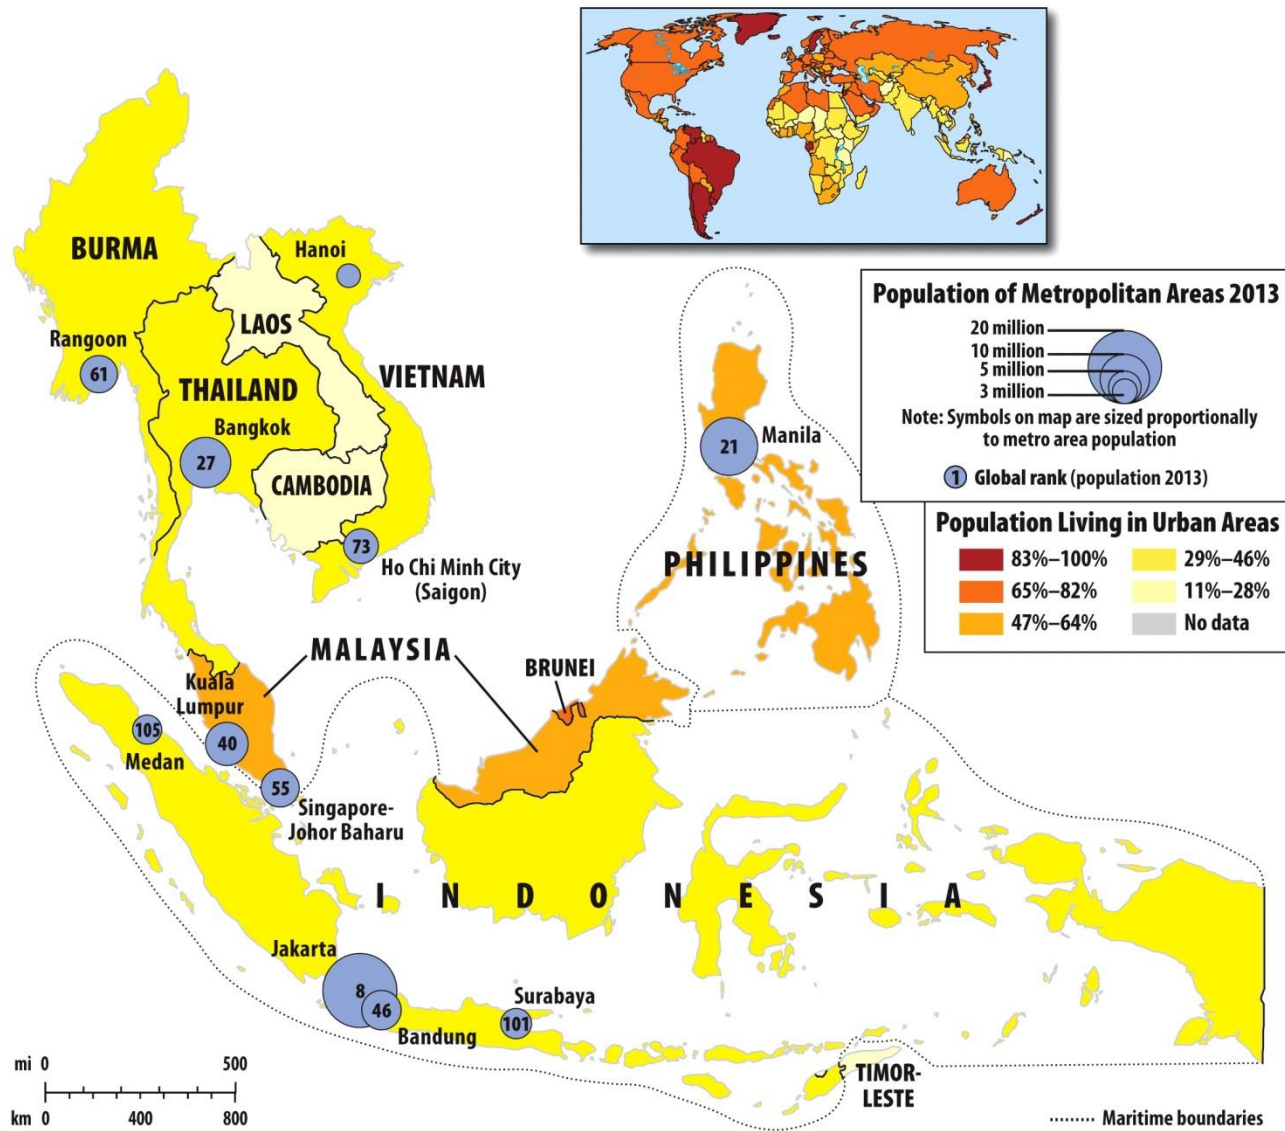 BURMA
Hanoi
LAOS
Rangoon
61
THAILAND
VIETNAM
Bangkok
27
CAMBODIA
73
Ho Chi Minh City
(Saigon)
21
Manila
PHILIPPINES
MALAYSIA
BRUNEI
Kuala
Lumpur
105
40
Medan
55
Singapore-
Johor Baharu
INDONESIA
Jakarta
8
46
Surabaya
101
Bandung
TIMOR-
LESTE
Population of Metropolitan Areas 2013
20 million
10 million
5 million
3 million
Note: Symbols on map are sized proportionally
to metro area population
1 Global rank (population 2013)
Population Living in Urban Areas
83%–100%
29%–46%
65%–82%
11%–28%
47%–64%
No data
mi 0 500
km 0 400 800
Maritime boundaries